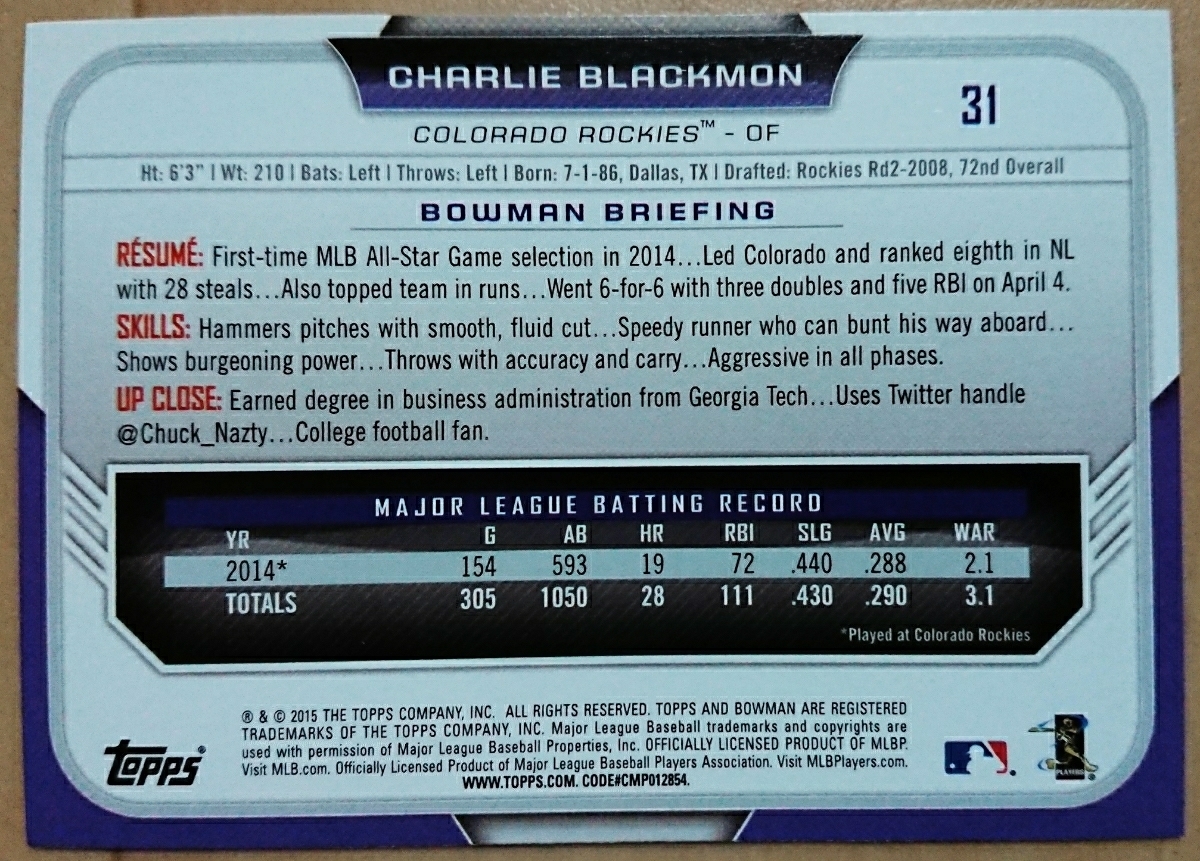 CHARLIE BLACKMON
31
COLORADO ROCKIES™ - OF
Ht: 6'3" | Wt: 210 | Bats: Left | Throws: Left | Born: 7-1-86, Dallas, TX | Drafted: Rockies Rd2-2008, 72nd Overall
BOWMAN BRIEFING
RÉSUMÉ: First-time MLB All-Star Game selection in 2014...Led Colorado and ranked eighth in NL
with 28 steals...Also topped team in runs...Went 6-for-6 with three doubles and five RBI on April 4.
SKILLS: Hammers pitches with smooth, fluid cut...Speedy runner who can bunt his way aboard...
Shows burgeoning power...Throws with accuracy and carry...Aggressive in all phases.
UP CLOSE: Earned degree in business administration from Georgia Tech...Uses Twitter handle
@Chuck_Nazty...College football fan.
MAJOR LEAGUE BATTING RECORD
YR G AB HR RBI SLG AVG WAR
2014* 154 593 19 72 .440 .288 2.1
TOTALS 305 1050 28 111 .430 .290 3.1
*Played at Colorado Rockies
® & © 2015 THE TOPPS COMPANY, INC. ALL RIGHTS RESERVED. TOPPS AND BOWMAN ARE REGISTERED
TRADEMARKS OF THE TOPPS COMPANY, INC. Major League Baseball trademarks and copyrights are
used with permission of Major League Baseball Properties, Inc. OFFICIALLY LICENSED PRODUCT OF MLBP.
Visit MLB.com. Officially Licensed Product of Major League Baseball Players Association. Visit MLBPlayers.com.
WWW.TOPPS.COM. CODE#CMP012854.
Topps®
PLAYERS